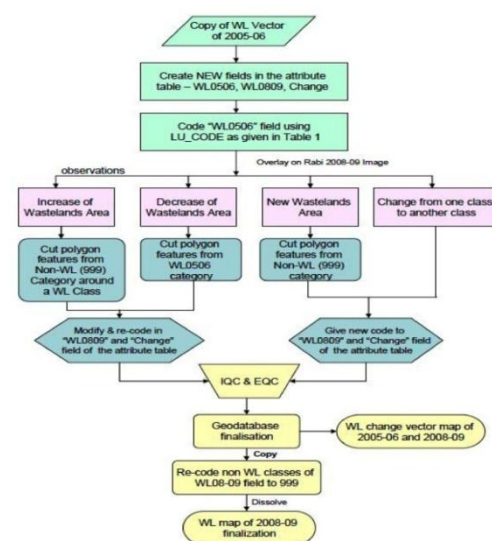 Copy of WL Vector
of 2005-06
Create NEW fields in the attribute
table – WL0506, WL0809, Change
Code "WL0506" field using
LU_CODE as given in Table 1
Overlay on Rabi 2008-09 Image
observations
Increase of
Wastelands Area
Decrease of
Wastelands Area
New Wastelands
Area
Change from one class
to another class
Cut polygon
features from
Non-WL (999)
Category around
a WL Class
Cut polygon
features from
WL0506
category
Cut polygon
features from
Non-WL (999)
category
Modify & re-code in
"WL0809" and "Change"
field of the attribute table
Give new code to
"WL0809" and "Change" field
of the attribute table
IQC & EQC
Geodatabase
finalisation
WL change vector map of
2005-06 and 2008-09
Copy
Re-code non WL classes of
WL08-09 field to 999
Dissolve
WL map of 2008-09
finalization